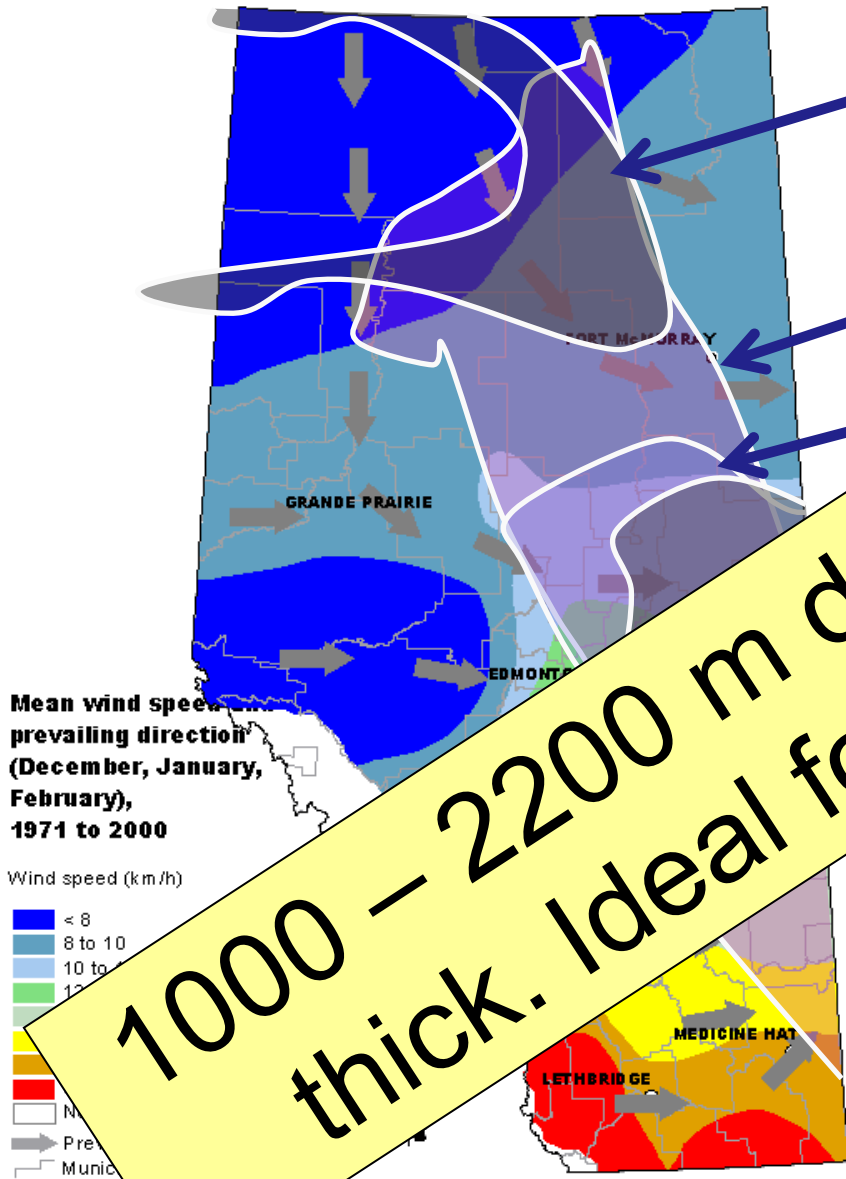 FORT McMURRAY
GRANDE PRAIRIE
Mean wind speed
prevailing direction
(December, January,
February),
1971 to 2000
Wind speed (km/h)
< 8
8 to 10
10 to
1000 – 2200 m d
thick. Ideal fo
MEDICINE HAT
LETHBRIDGE